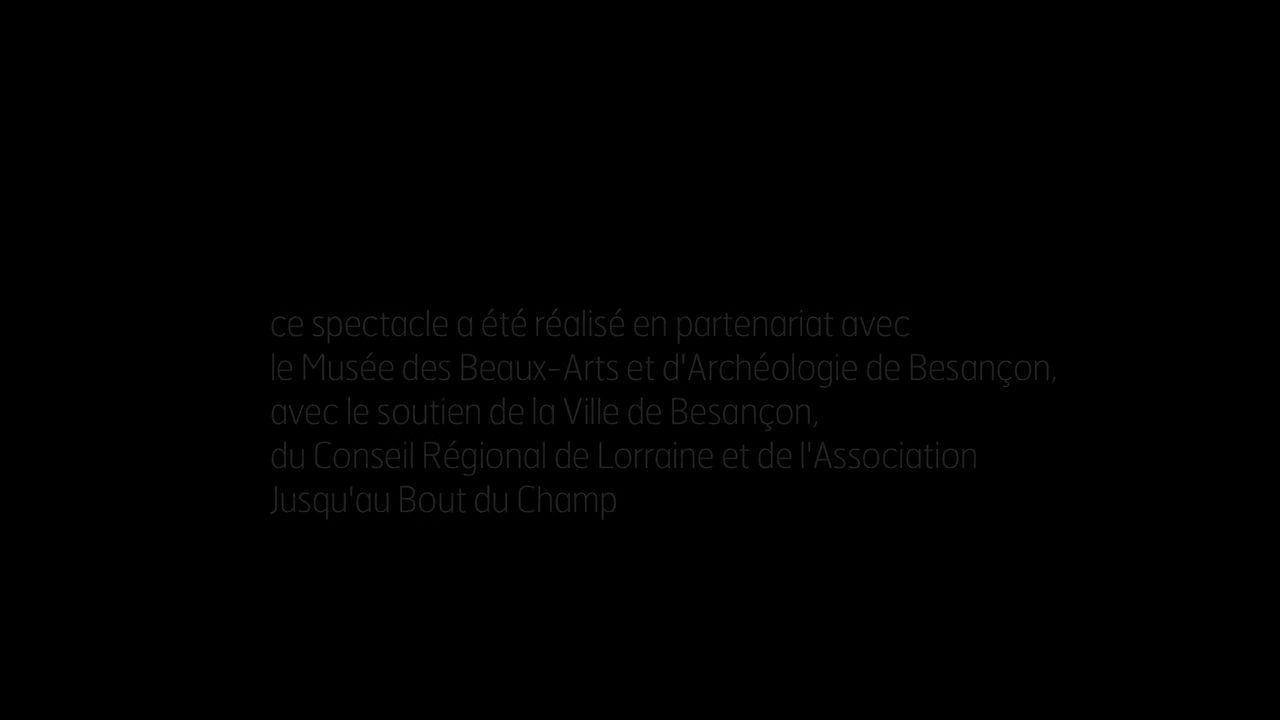 ce spectacle a été réalisé en partenariat avec
le Musée des Beaux-Arts et d'Archéologie de Besançon,
avec le soutien de la Ville de Besançon,
du Conseil Régional de Lorraine et de l'Association
Jusqu'au Bout du Champ